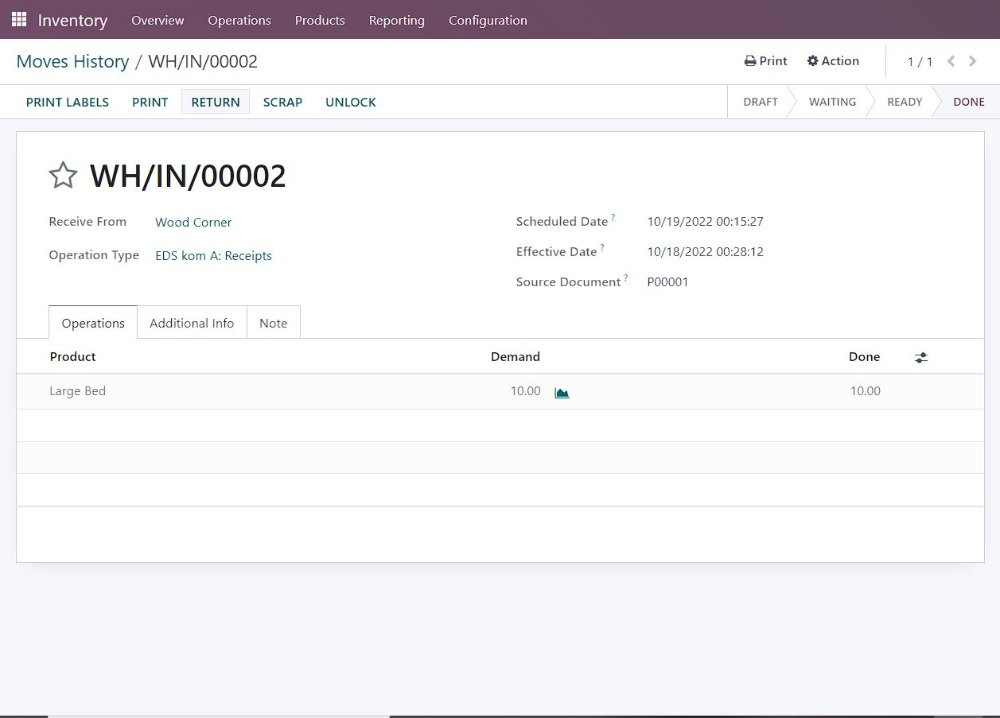 Inventory Overview Operations Products Reporting Configuration
Moves History / WH/IN/00002 Print Action 1 / 1
PRINT LABELS PRINT RETURN SCRAP UNLOCK DRAFT WAITING READY DONE
WH/IN/00002
Receive From Wood Corner Scheduled Date ? 10/19/2022 00:15:27
Operation Type EDS kom A: Receipts Effective Date ? 10/18/2022 00:28:12
Source Document ? P00001
Operations Additional Info Note
Product Demand Done
Large Bed 10.00 10.00